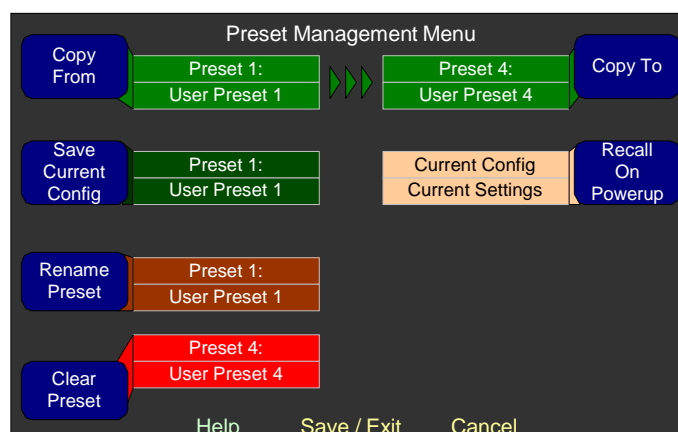 Preset Management Menu
Copy
From
Preset 1:
User Preset 1
Preset 4:
User Preset 4
Copy To
Save
Current
Config
Preset 1:
User Preset 1
Current Config
Current Settings
Recall
On
Powerup
Rename
Preset
Preset 1:
User Preset 1
Clear
Preset
Preset 4:
User Preset 4
Help Save / Exit Cancel